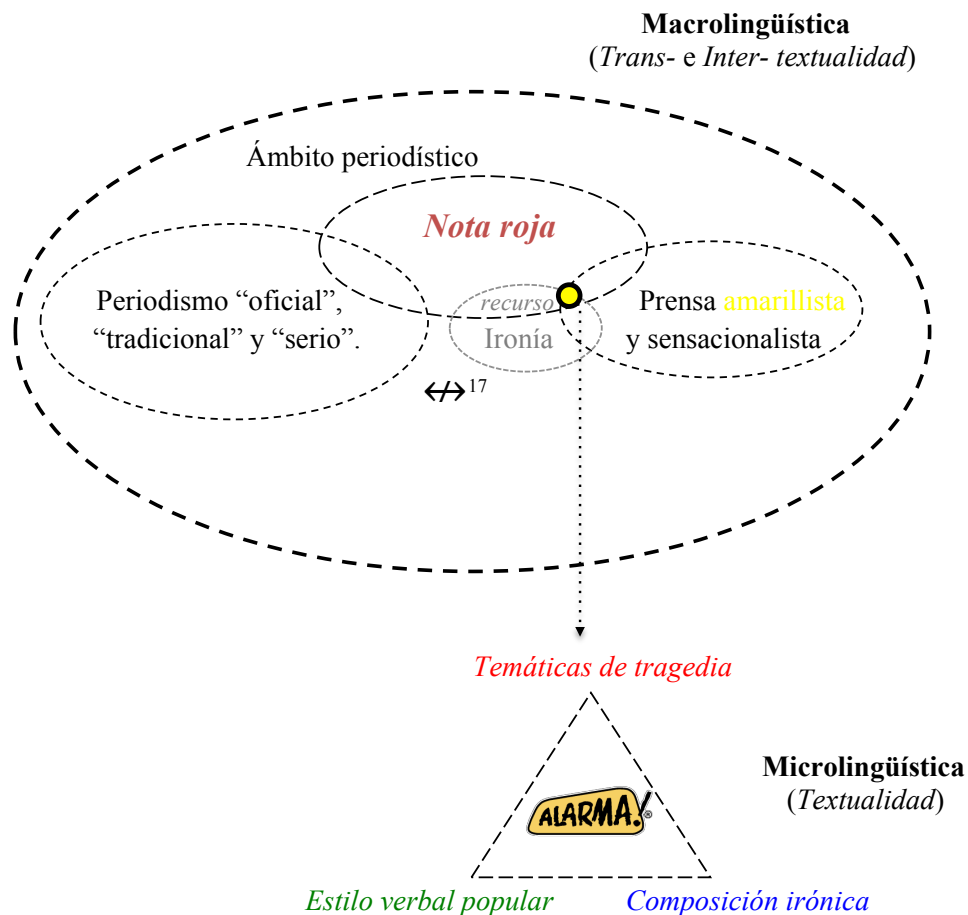 Macrolingüística
(Trans- e Inter- textualidad)
Ámbito periodístico
Nota roja
Periodismo “oficial”,
“tradicional” y “serio”.
recurso
Ironía
Prensa amarillista
y sensacionalista
17
Temáticas de tragedia
Microlingüística
(Textualidad)
ALARMA!®
Estilo verbal popular
Composición irónica